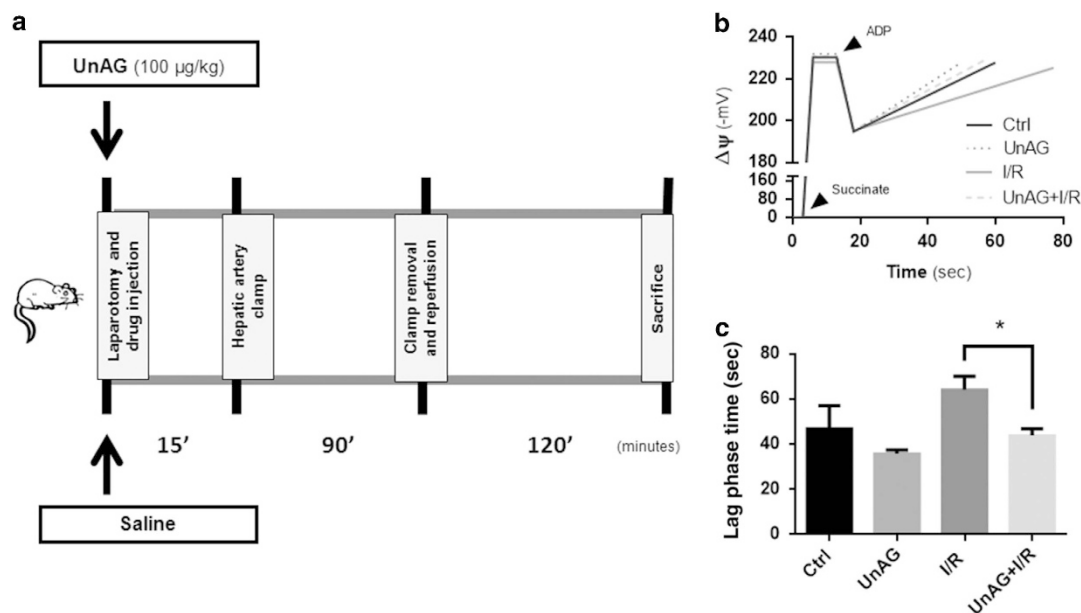 a
UnAG (100 µg/kg)
Laparotomy and
drug injection
Hepatic artery
clamp
Clamp removal
and reperfusion
Sacrifice
15’
90’
120’
(minutes)
Saline
b
ADP
Succinate
Δψ (-mV)
240
220
200
180
160
80
0
0
20
40
60
80
Time (sec)
Ctrl
UnAG
I/R
UnAG+I/R
c
*
Lag phase time (sec)
80
60
40
20
0
Ctrl
UnAG
I/R
UnAG+I/R